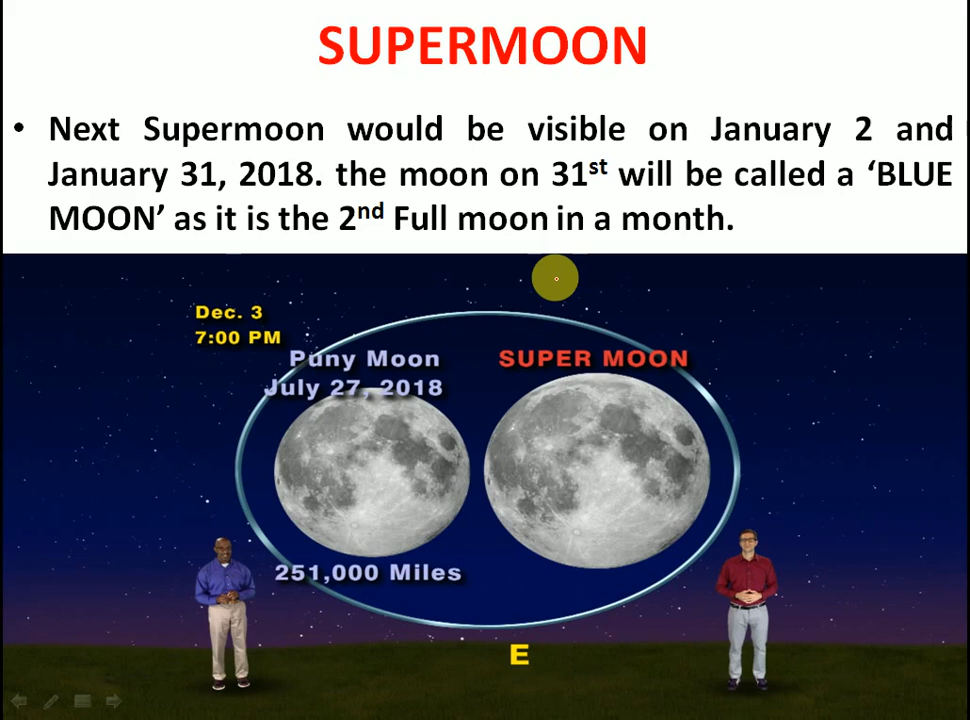 SUPERMOON
• Next Supermoon would be visible on January 2 and
January 31, 2018. the moon on 31st will be called a ‘BLUE
MOON’ as it is the 2nd Full moon in a month.
Dec. 3
7:00 PM
Puny Moon
July 27, 2018
SUPER MOON
251,000 Miles
E